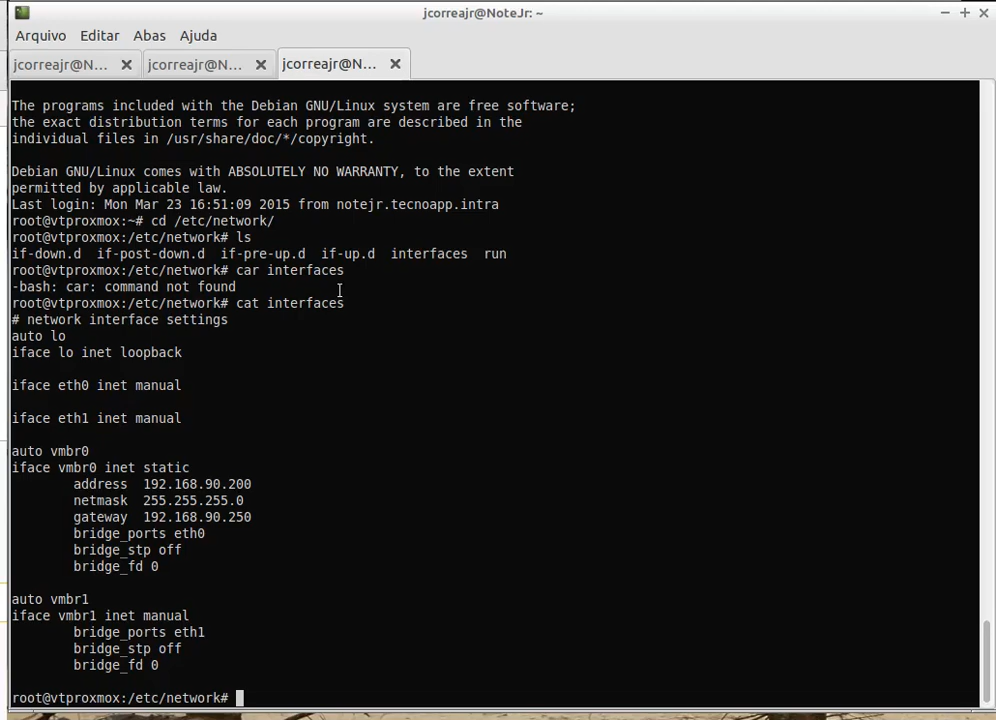 jcorreajr@NoteJr: ~
Arquivo Editar Abas Ajuda
jcorreajr@N... jcorreajr@N... jcorreajr@N...
The programs included with the Debian GNU/Linux system are free software;
the exact distribution terms for each program are described in the
individual files in /usr/share/doc/*/copyright.
Debian GNU/Linux comes with ABSOLUTELY NO WARRANTY, to the extent
permitted by applicable law.
Last login: Mon Mar 23 16:51:09 2015 from notejr.tecnoapp.intra
root@vtproxmox:~# cd /etc/network/
root@vtproxmox:/etc/network# ls
if-down.d  if-post-down.d  if-pre-up.d  if-up.d  interfaces  run
root@vtproxmox:/etc/network# car interfaces
-bash: car: command not found
root@vtproxmox:/etc/network# cat interfaces
# network interface settings
auto lo
iface lo inet loopback
iface eth0 inet manual
iface eth1 inet manual
auto vmbr0
iface vmbr0 inet static
        address  192.168.90.200
        netmask  255.255.255.0
        gateway  192.168.90.250
        bridge_ports eth0
        bridge_stp off
        bridge_fd 0
auto vmbr1
iface vmbr1 inet manual
        bridge_ports eth1
        bridge_stp off
        bridge_fd 0
root@vtproxmox:/etc/network#